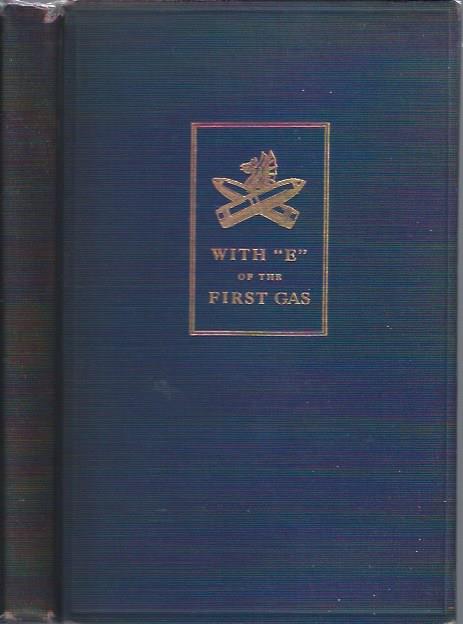 WITH "E"
OF THE
FIRST GAS